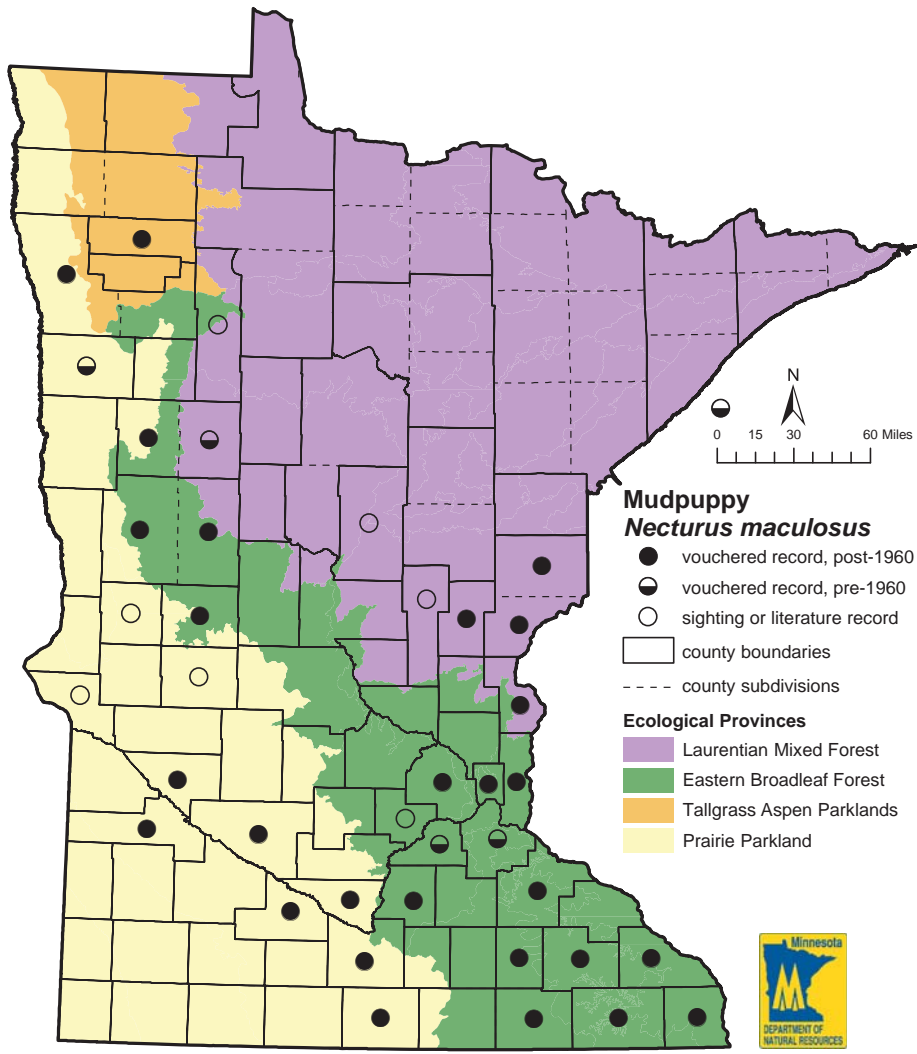 N
0 15 30 60 Miles
Mudpuppy
Necturus maculosus
vouchered record, post-1960
vouchered record, pre-1960
sighting or literature record
county boundaries
county subdivisions
Ecological Provinces
Laurentian Mixed Forest
Eastern Broadleaf Forest
Tallgrass Aspen Parklands
Prairie Parkland
Minnesota
M
DEPARTMENT OF
NATURAL RESOURCES